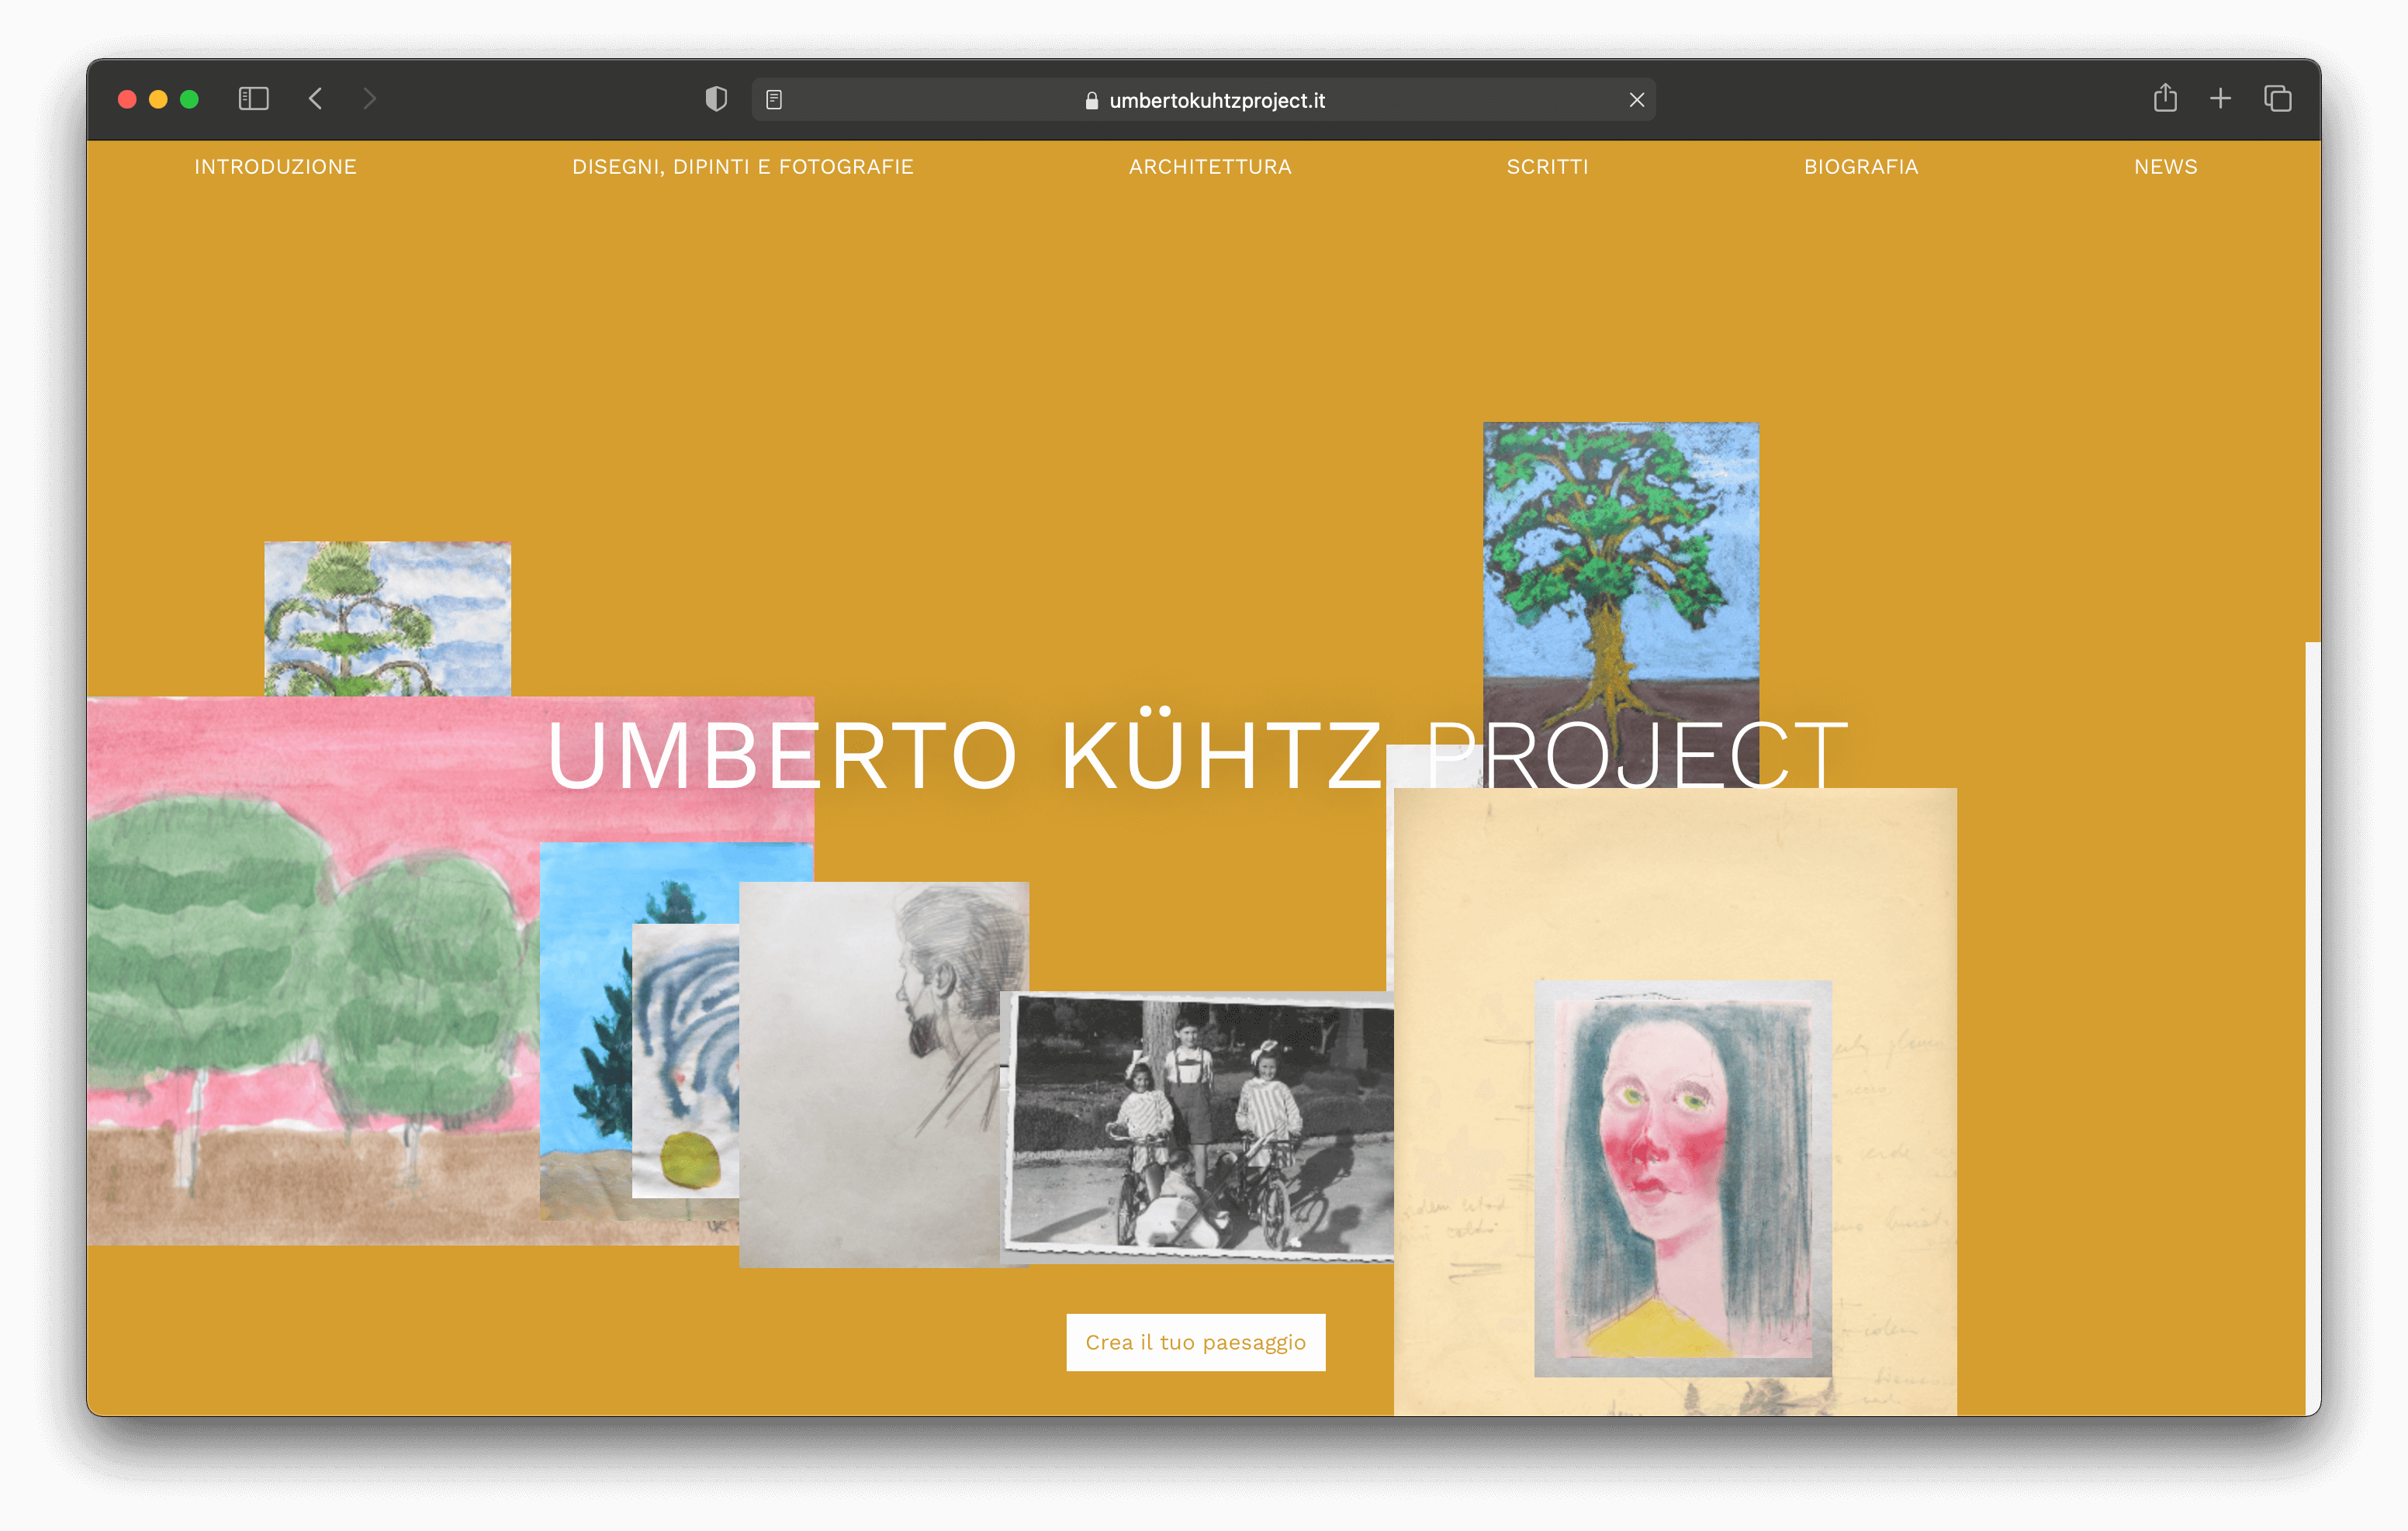 umbertokuhtzproject.it
INTRODUZIONE DISEGNI, DIPINTI E FOTOGRAFIE ARCHITETTURA SCRITTI BIOGRAFIA NEWS
UMBERTO KÜHTZ PROJECT
Crea il tuo paesaggio